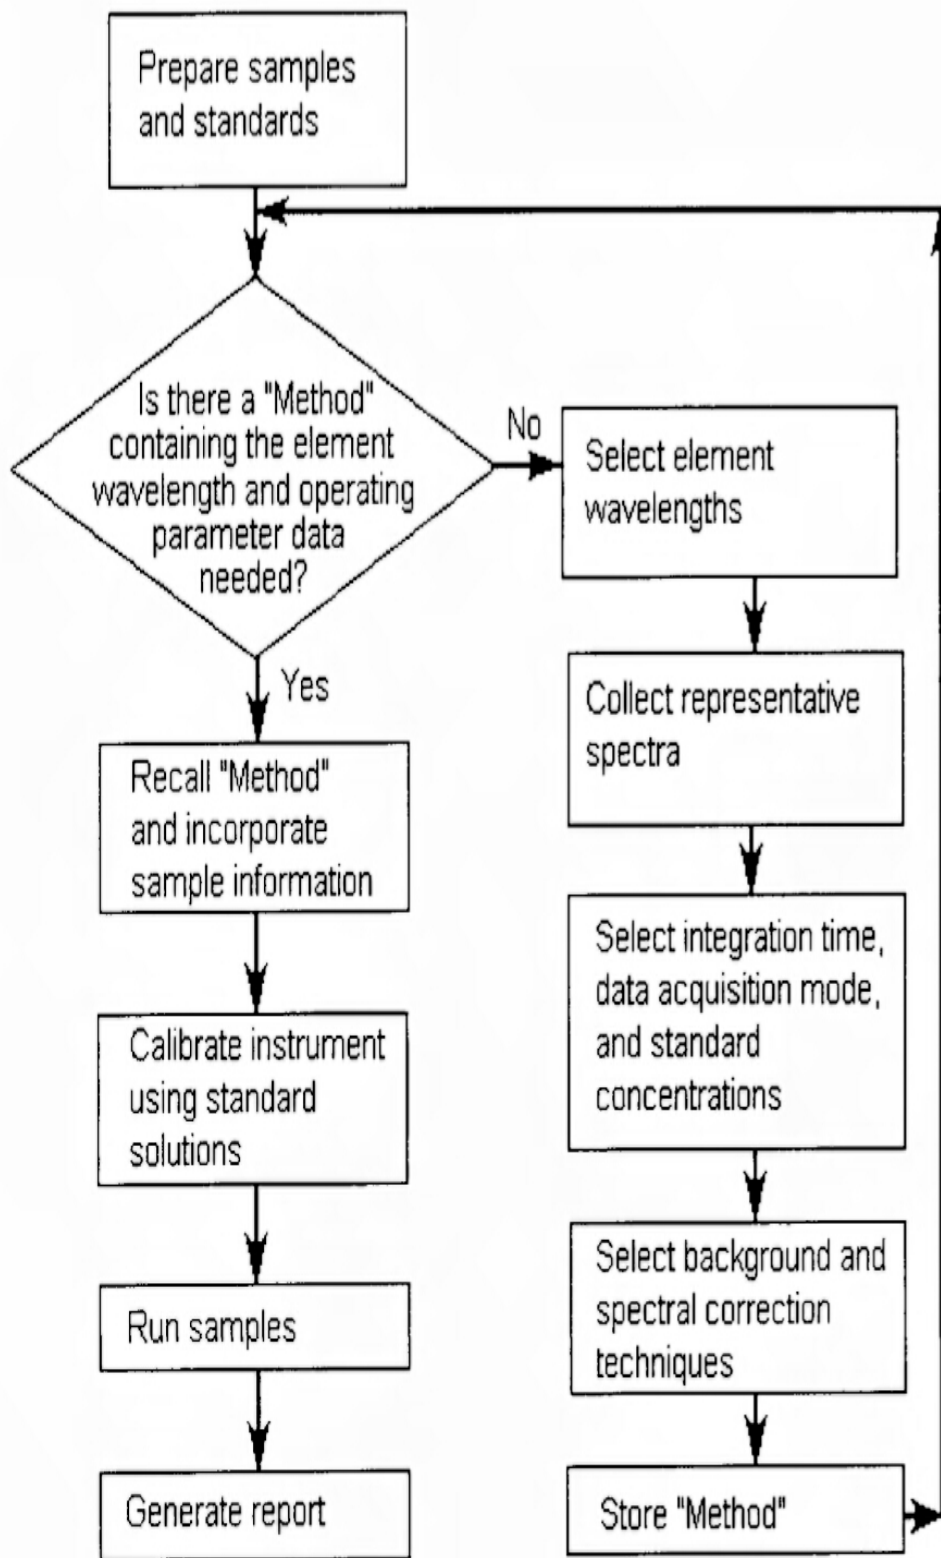 Prepare samples
and standards
Is there a "Method"
containing the element
wavelength and operating
parameter data
needed?
No
Select element
wavelengths
Yes
Collect representative
spectra
Recall "Method"
and incorporate
sample information
Select integration time,
data acquisition mode,
and standard
concentrations
Calibrate instrument
using standard
solutions
Select background and
spectral correction
techniques
Run samples
Generate report
Store "Method"